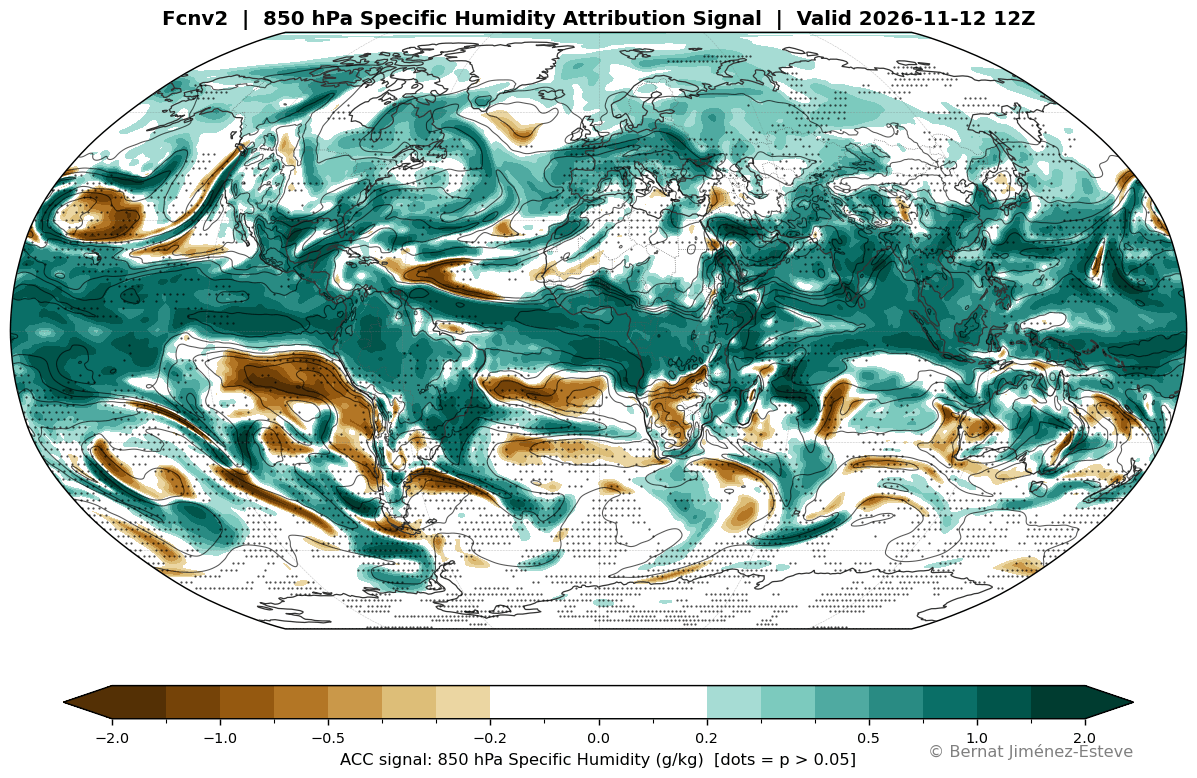 Fcnv2 | 850 hPa Specific Humidity Attribution Signal | Valid 2026-11-12 12Z
−2.0 −1.0 −0.5 −0.2 0.0 0.2 0.5 1.0 2.0
ACC signal: 850 hPa Specific Humidity (g/kg) [dots = p > 0.05]
© Bernat Jiménez-Esteve